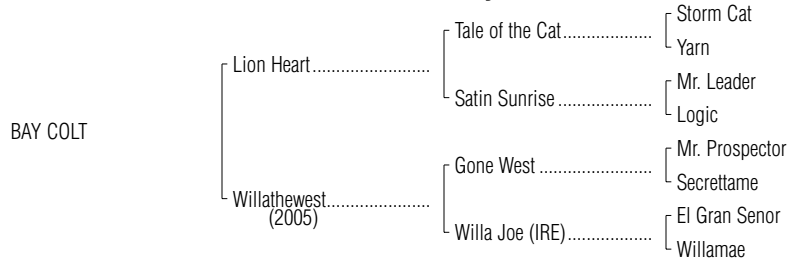 Storm Cat
Tale of the Cat....................
Yarn
Lion Heart..........................
Mr. Leader
Satin Sunrise .....................
Logic
BAY COLT
Mr. Prospector
Gone West .........................
Secrettame
Willathewest.......................
(2005)
El Gran Senor
Willa Joe (IRE)...................
Willamae